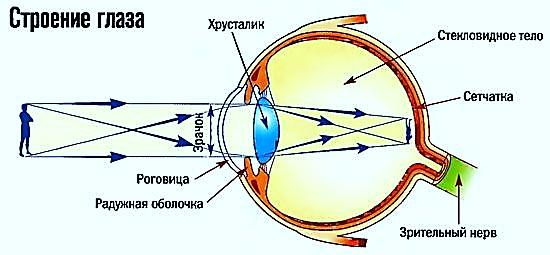 Строение глаза
Хрусталик
Стекловидное тело
Сетчатка
Зрачок
Роговица
Радужная оболочка
Зрительный нерв